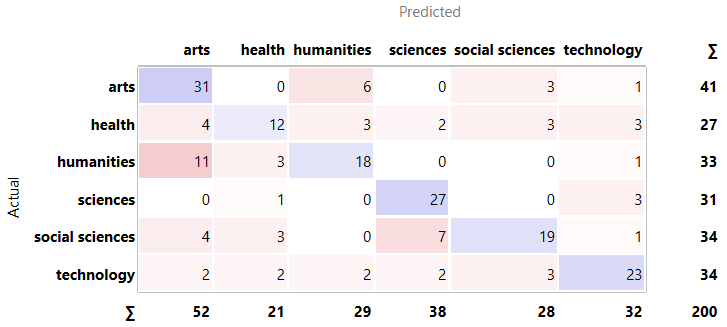 Predicted
arts health humanities sciences social sciences technology ∑
arts 31 0 6 0 3 1 41
health 4 12 3 2 3 3 27
humanities 11 3 18 0 0 1 33
sciences 0 1 0 27 0 3 31
social sciences 4 3 0 7 19 1 34
technology 2 2 2 2 3 23 34
∑ 52 21 29 38 28 32 200
Actual